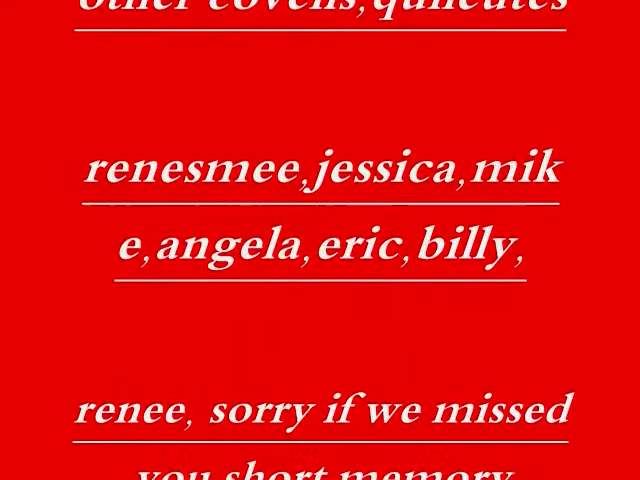 other covens,quileutes
renesmee,jessica,mik
e,angela,eric,billy,
renee, sorry if we missed
you short memory